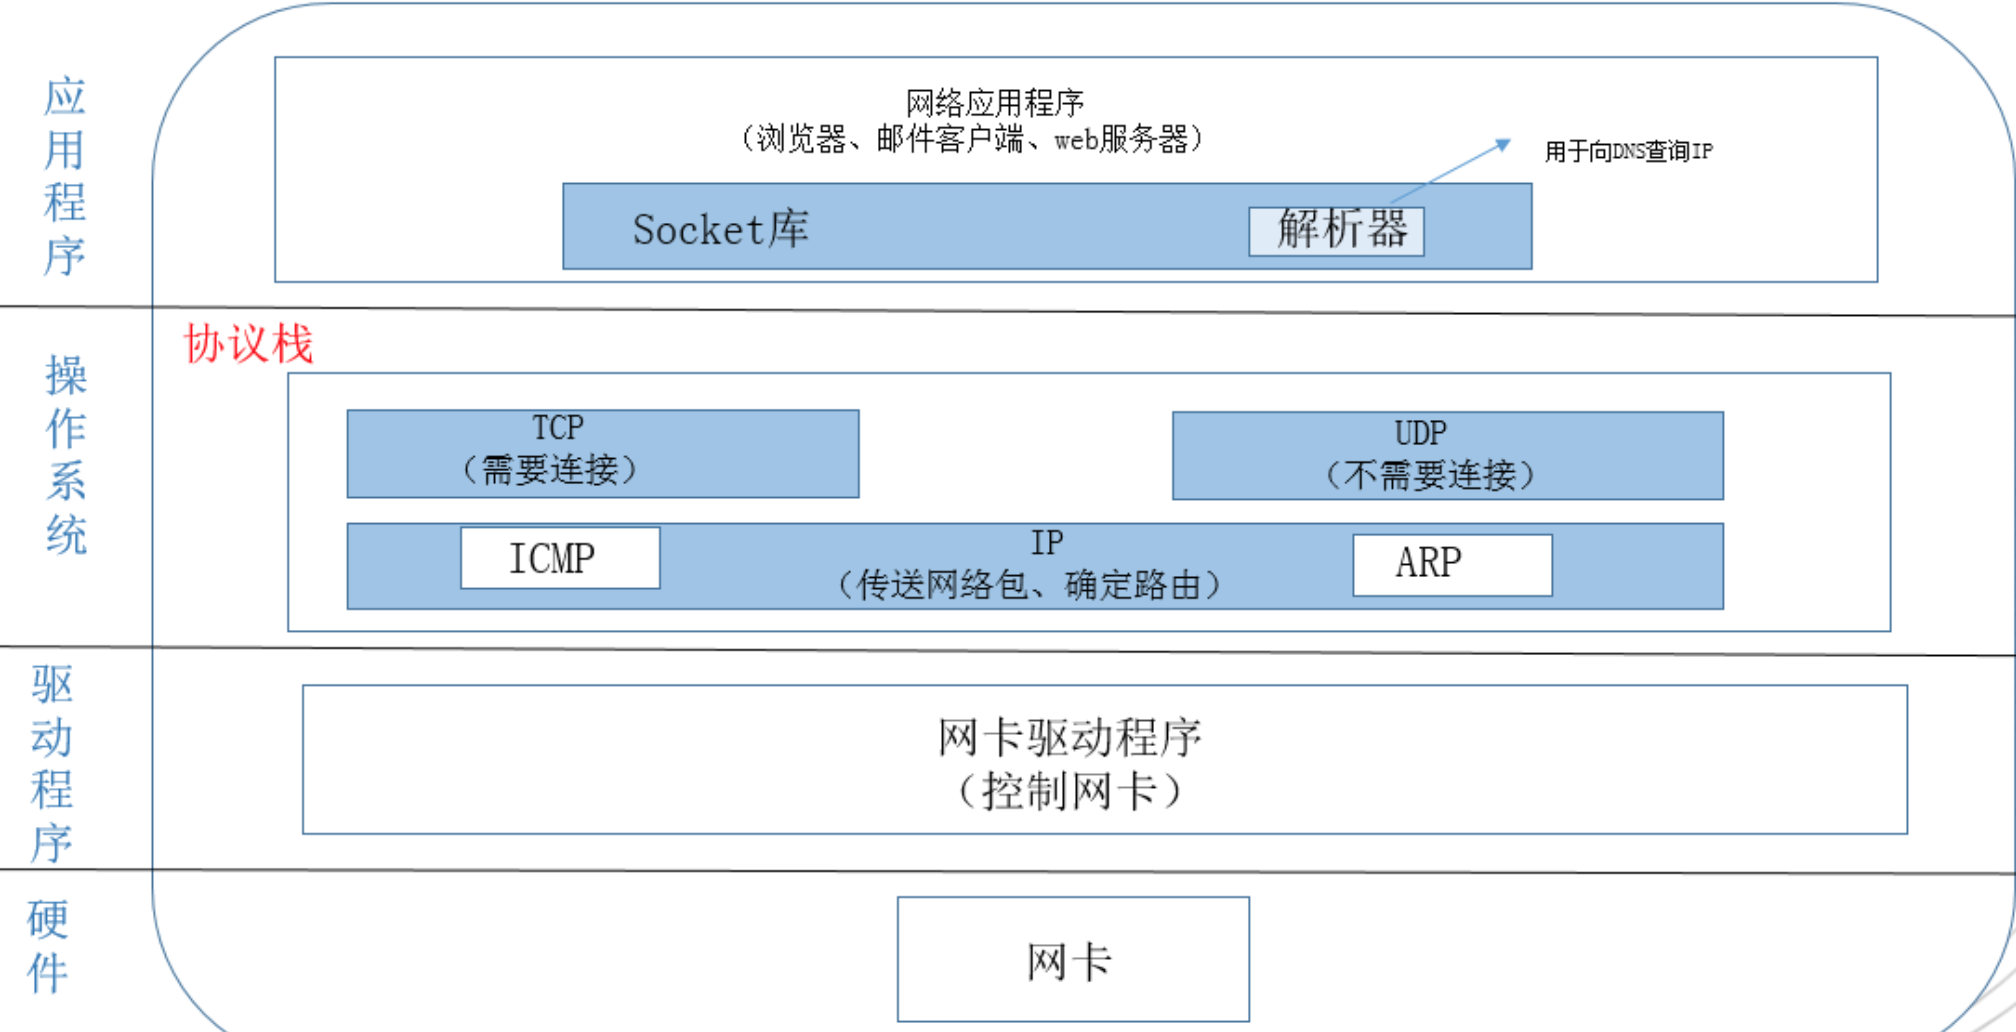 应用程序
网络应用程序
（浏览器、邮件客户端、web服务器）
用于向DNS查询IP
Socket库
解析器
操作系统
协议栈
TCP
（需要连接）
UDP
（不需要连接）
ICMP
IP
（传送网络包、确定路由）
ARP
驱动程序
网卡驱动程序
（控制网卡）
硬件
网卡